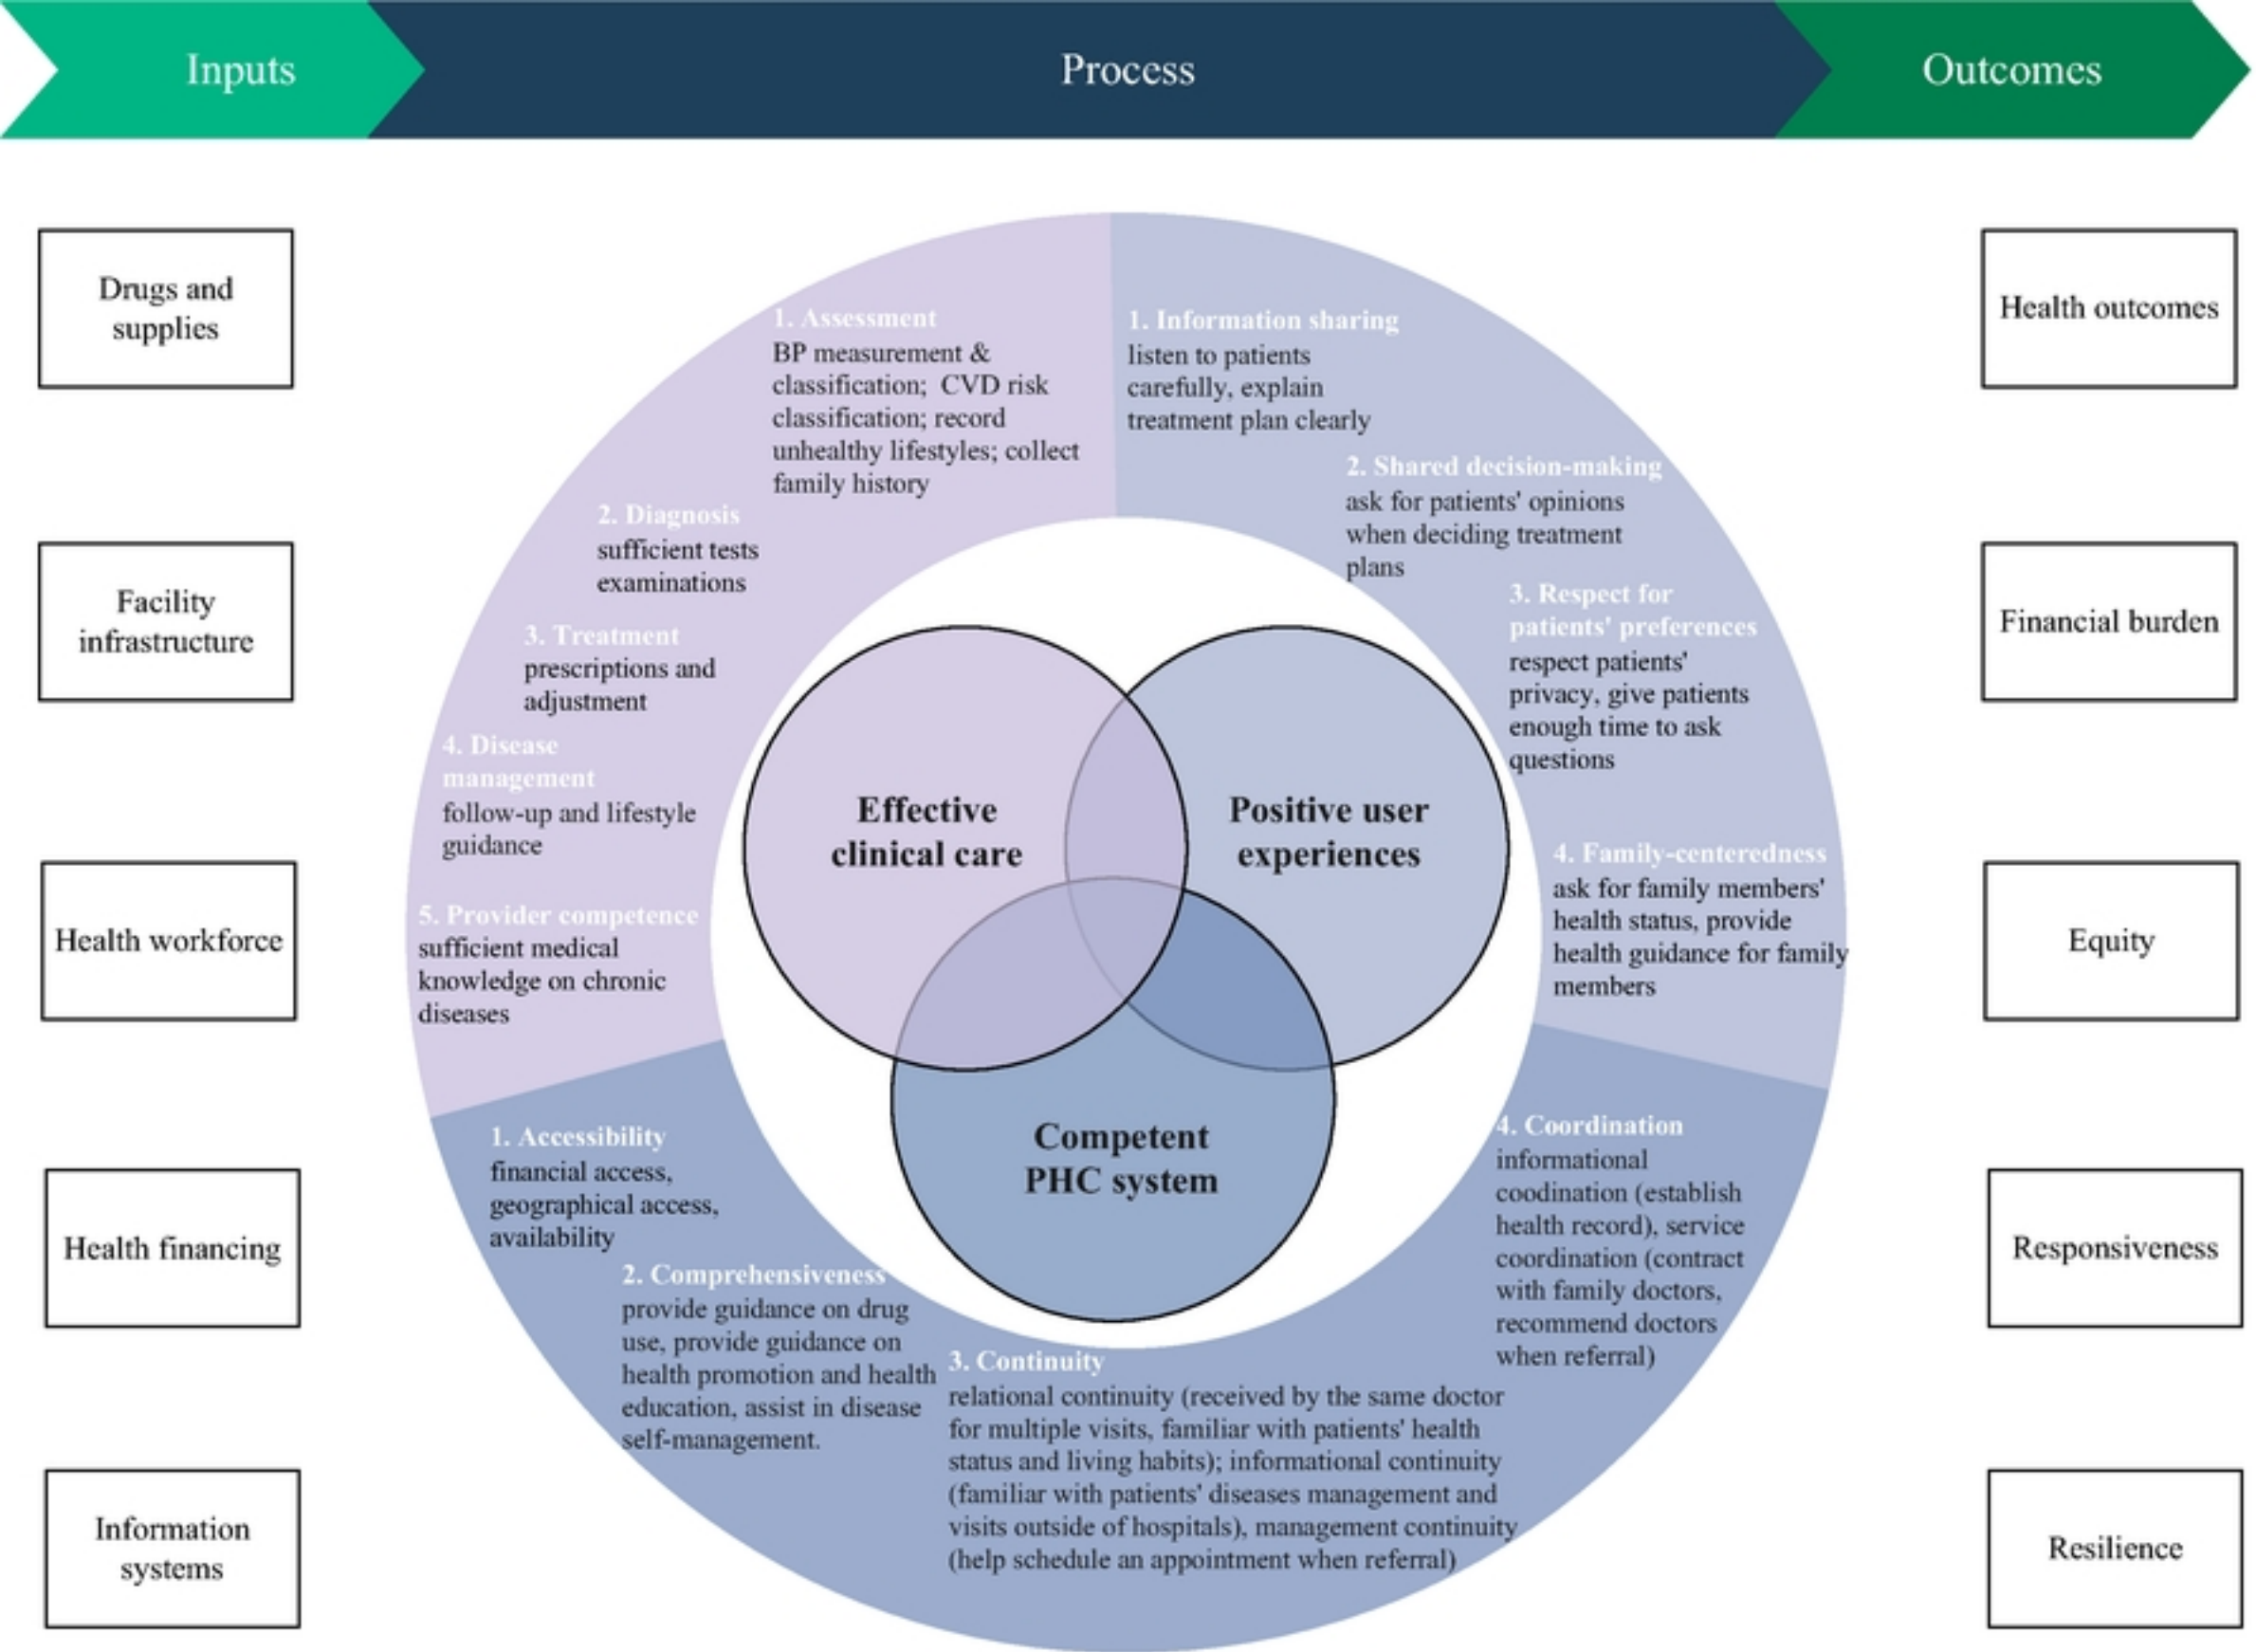 Inputs
Process
Outcomes
Drugs and
supplies
Facility
infrastructure
Health workforce
Health financing
Information
systems
1. Assessment
BP measurement &
classification; CVD risk
classification; record
unhealthy lifestyles; collect
family history
2. Diagnosis
sufficient tests
examinations
3. Treatment
prescriptions and
adjustment
4. Disease
management
follow-up and lifestyle
guidance
5. Provider competence
sufficient medical
knowledge on chronic
diseases
1. Information sharing
listen to patients
carefully, explain
treatment plan clearly
2. Shared decision-making
ask for patients' opinions
when deciding treatment
plans
3. Respect for
patients' preferences
respect patients'
privacy, give patients
enough time to ask
questions
4. Family-centeredness
ask for family members'
health status, provide
health guidance for family
members
Effective
clinical care
Positive user
experiences
Competent
PHC system
1. Accessibility
financial access,
geographical access,
availability
2. Comprehensiveness
provide guidance on drug
use, provide guidance on
health promotion and health
education, assist in disease
self-management.
3. Continuity
relational continuity (received by the same doctor
for multiple visits, familiar with patients' health
status and living habits); informational continuity
(familiar with patients' diseases management and
visits outside of hospitals), management continuity
(help schedule an appointment when referral)
4. Coordination
informational
coodination (establish
health record), service
coordination (contract
with family doctors,
recommend doctors
when referral)
Health outcomes
Financial burden
Equity
Responsiveness
Resilience